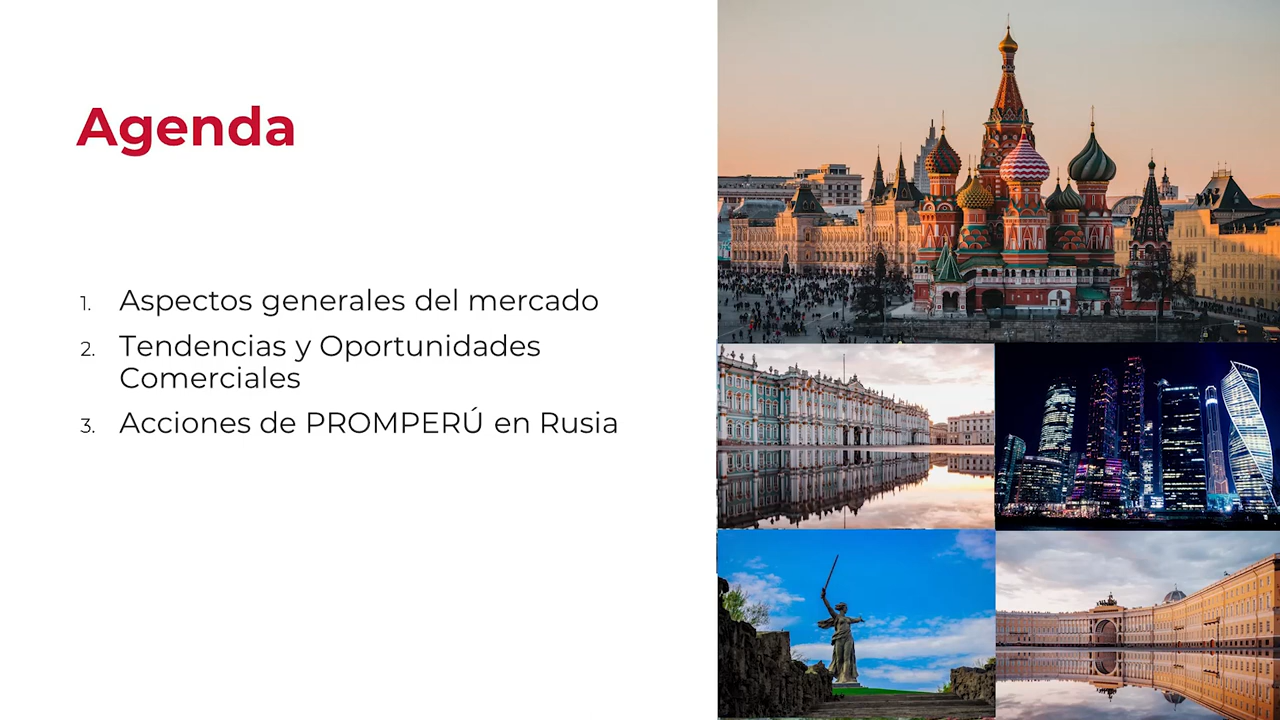 Agenda
1. Aspectos generales del mercado
2. Tendencias y Oportunidades
Comerciales
3. Acciones de PROMPERÚ en Rusia